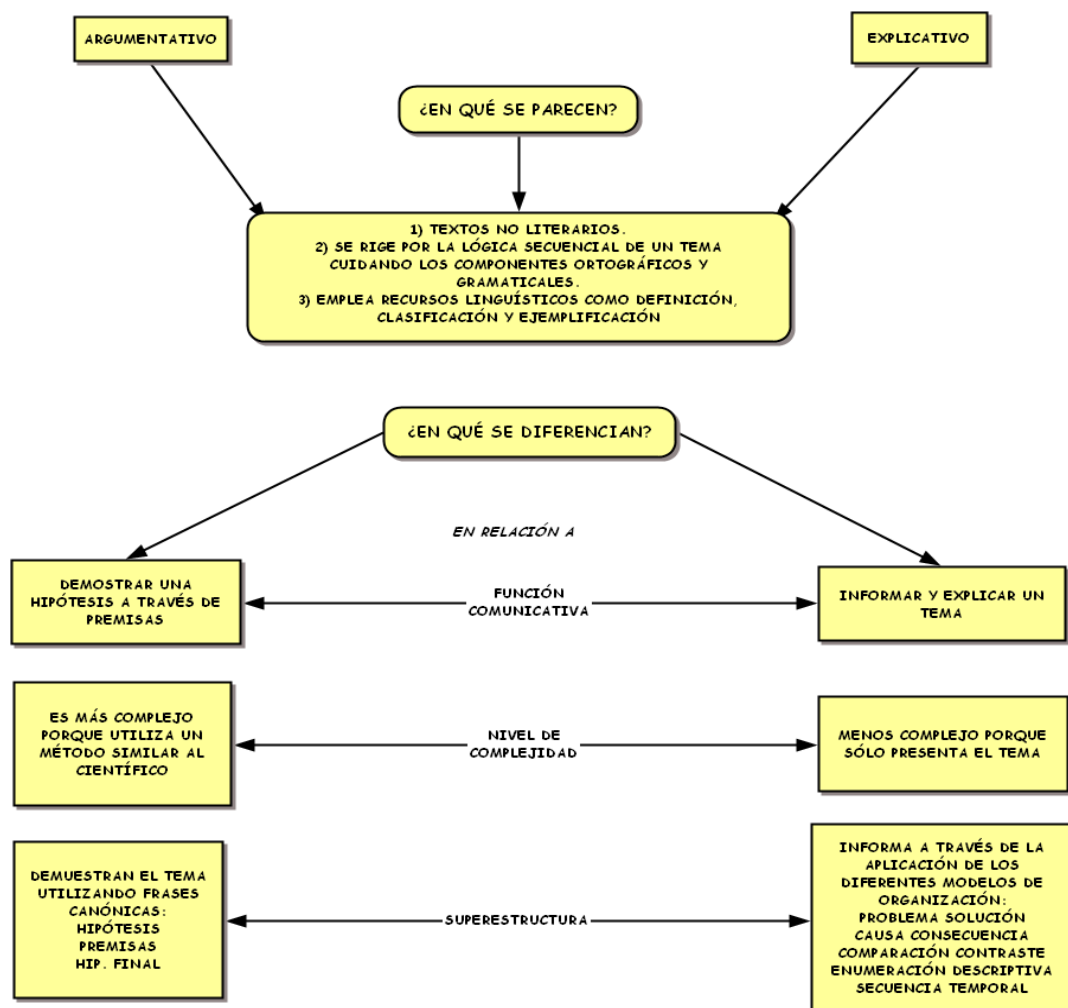 ARGUMENTATIVO
EXPLICATIVO
¿EN QUÉ SE PARECEN?
1) TEXTOS NO LITERARIOS.
2) SE RIGE POR LA LÓGICA SECUENCIAL DE UN TEMA
CUIDANDO LOS COMPONENTES ORTOGRÁFICOS Y
GRAMATICALES.
3) EMPLEA RECURSOS LINGUÍSTICOS COMO DEFINICIÓN,
CLASIFICACIÓN Y EJEMPLIFICACIÓN
¿EN QUÉ SE DIFERENCIAN?
EN RELACIÓN A
DEMOSTRAR UNA
HIPÓTESIS A TRAVÉS DE
PREMISAS
FUNCIÓN
COMUNICATIVA
INFORMAR Y EXPLICAR UN
TEMA
ES MÁS COMPLEJO
PORQUE UTILIZA UN
MÉTODO SIMILAR AL
CIENTÍFICO
NIVEL DE
COMPLEJIDAD
MENOS COMPLEJO PORQUE
SÓLO PRESENTA EL TEMA
DEMUESTRAN EL TEMA
UTILIZANDO FRASES
CANÓNICAS:
HIPÓTESIS
PREMISAS
HIP. FINAL
SUPERESTRUCTURA
INFORMA A TRAVÉS DE LA
APLICACIÓN DE LOS
DIFERENTES MODELOS DE
ORGANIZACIÓN:
PROBLEMA SOLUCIÓN
CAUSA CONSECUENCIA
COMPARACIÓN CONTRASTE
ENUMERACIÓN DESCRIPTIVA
SECUENCIA TEMPORAL